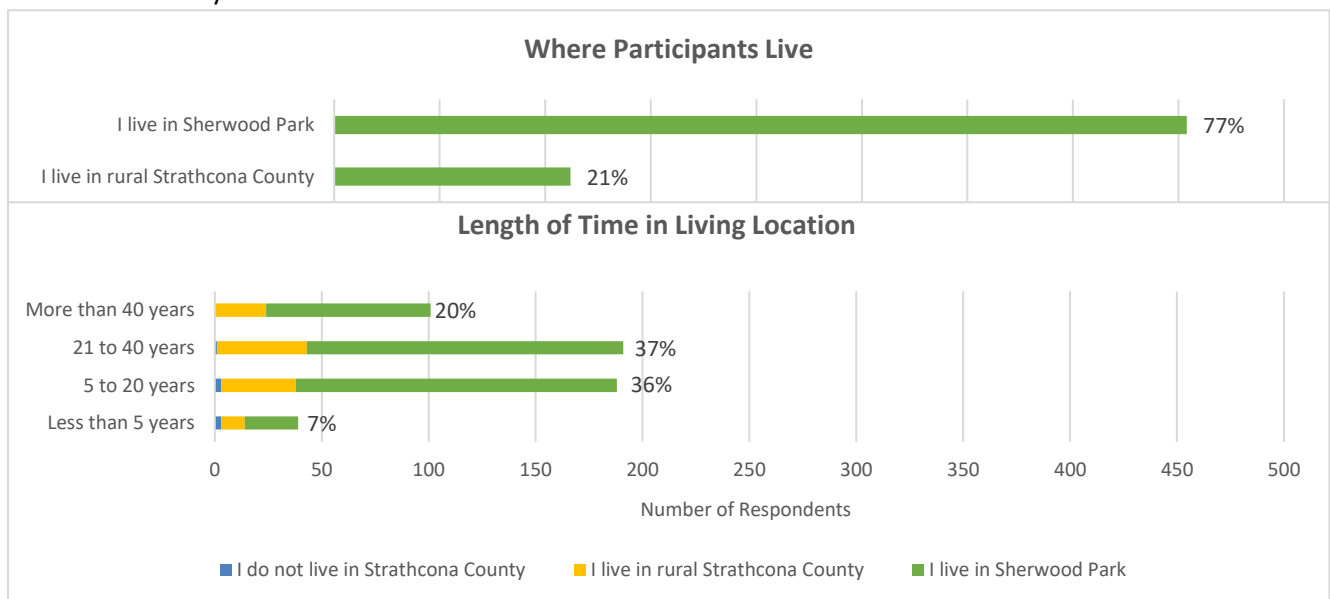 Where Participants Live
I live in Sherwood Park 77%
I live in rural Strathcona County 21%
Length of Time in Living Location
More than 40 years 20%
21 to 40 years 37%
5 to 20 years 36%
Less than 5 years 7%
0 50 100 150 200 250 300 350 400 450 500
Number of Respondents
I do not live in Strathcona County I live in rural Strathcona County I live in Sherwood Park